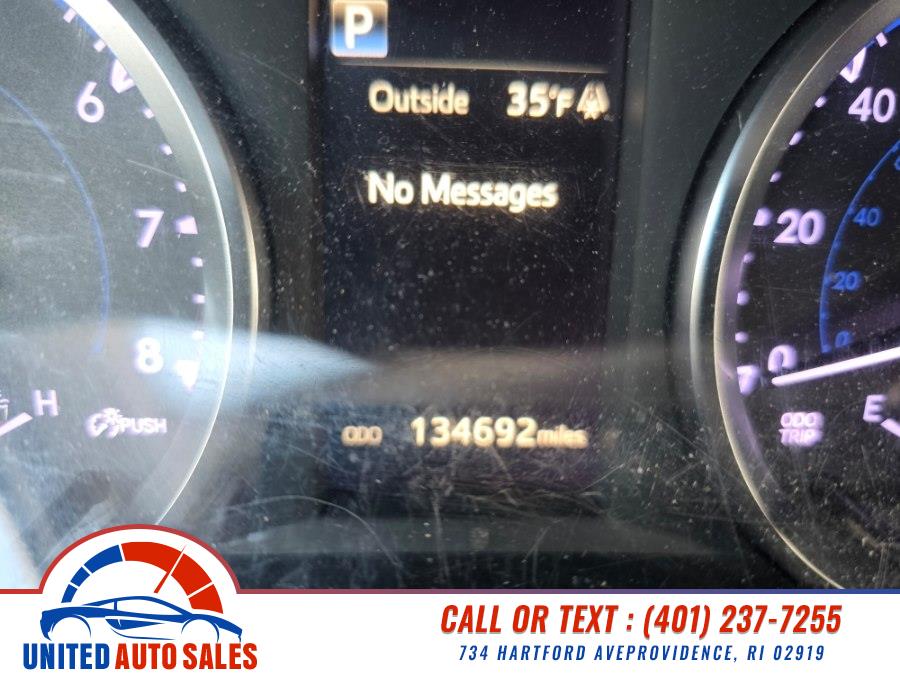 P
Outside 35°F
No Messages
ODO 134692 miles
6
7
8
H
PUSH
40
20
0
40
20
0
ODO
TRIP
E
UNITED AUTO SALES
CALL OR TEXT : (401) 237-7255
734 HARTFORD AVEPROVIDENCE, RI 02919